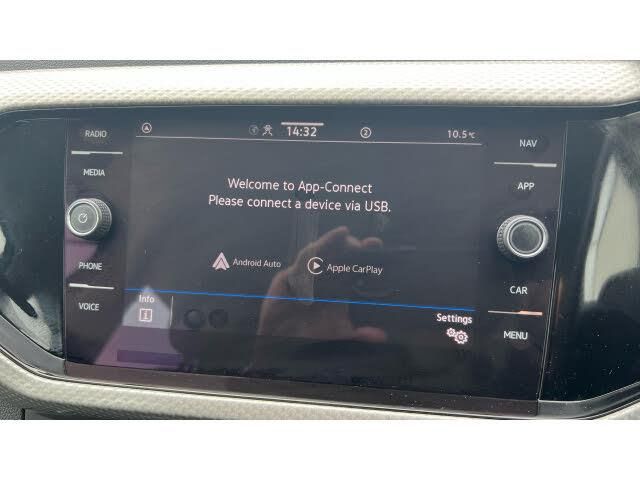 RADIO
MEDIA
PHONE
VOICE
14:32
2
10.5°C
Welcome to App-Connect
Please connect a device via USB.
Android Auto
Apple CarPlay
Info
Settings
NAV
APP
CAR
MENU